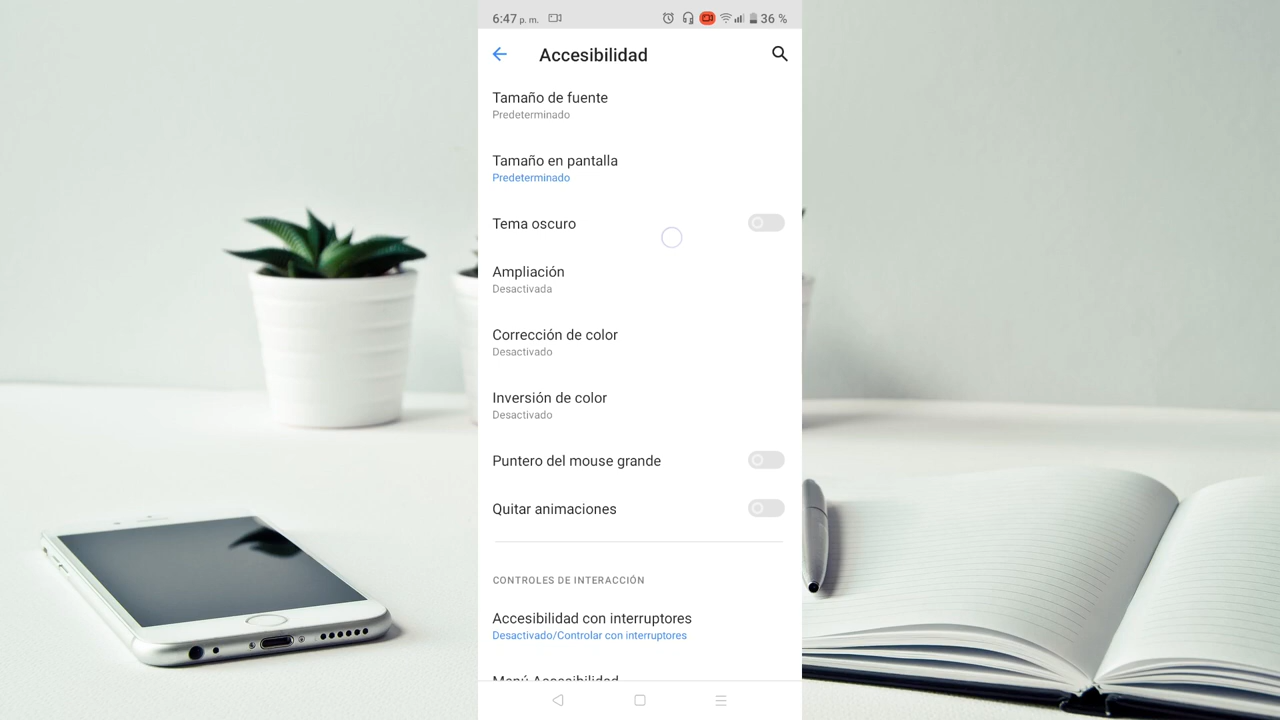 6:47 p. m.
36 %
Accesibilidad
Tamaño de fuente
Predeterminado
Tamaño en pantalla
Predeterminado
Tema oscuro
Ampliación
Desactivada
Corrección de color
Desactivado
Inversión de color
Desactivado
Puntero del mouse grande
Quitar animaciones
CONTROLES DE INTERACCIÓN
Accesibilidad con interruptores
Desactivado/Controlar con interruptores
Menú Accesibilidad